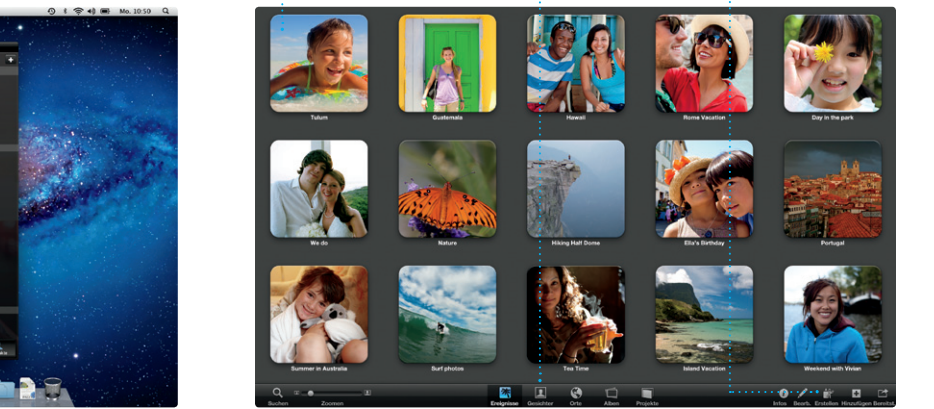 Mo. 10:50
Tulum
Guatemala
Hawaii
Rome Vacation
Day in the park
We do
Nature
Hiking Half Dome
Ella's Birthday
Portugal
Summer in Australia
Surf photos
Tea Time
Island Vacation
Weekend with Vivian
Suchen
Zoomen
Ereignisse
Gesichter
Orte
Alben
Projekte
Infos
Bearb.
Erstellen
Hinzufügen
Bereitst.